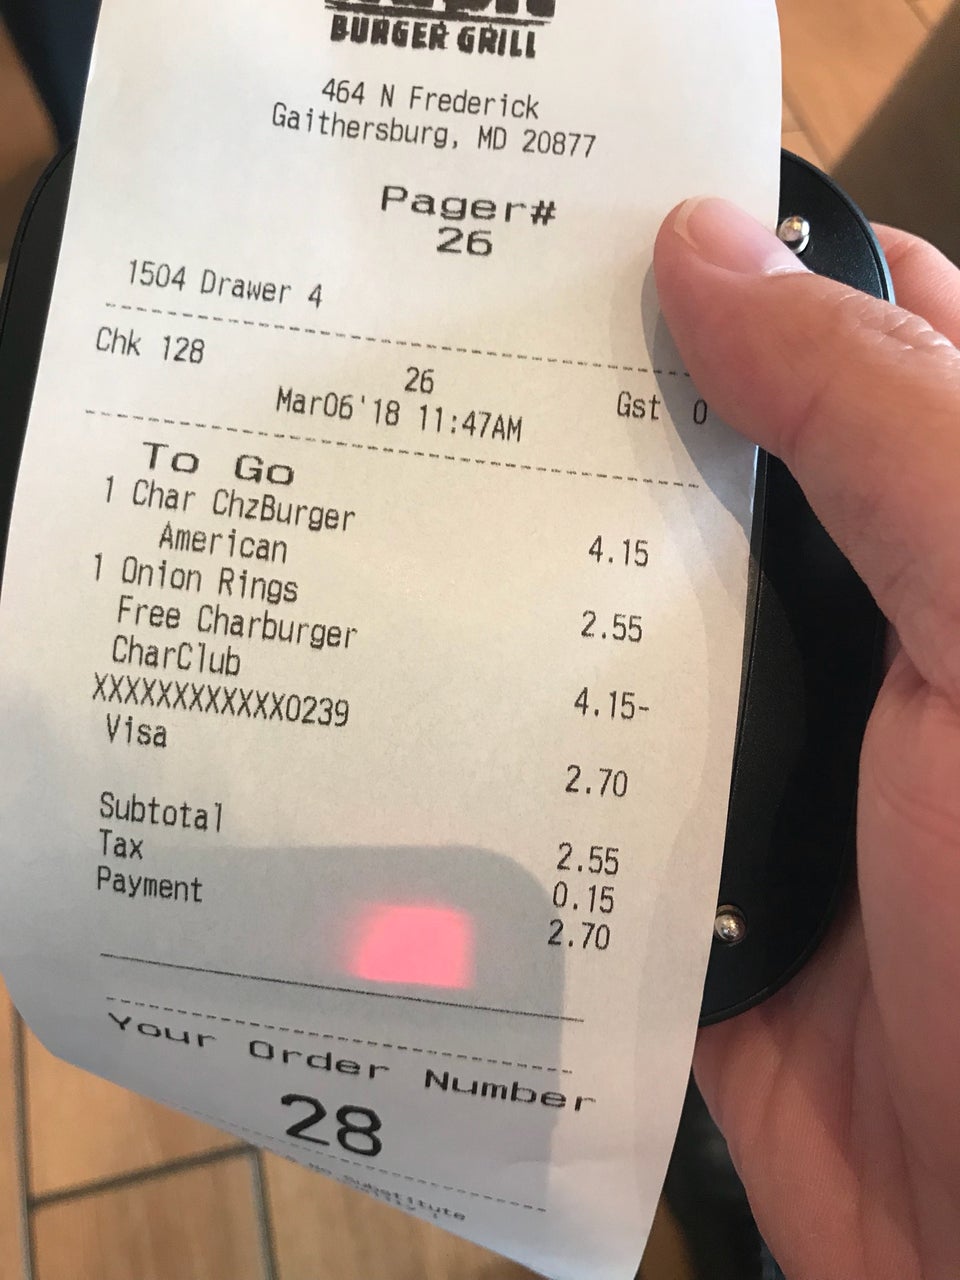 BURGER GRILL
464 N Frederick
Gaithersburg, MD 20877
Pager#
26
1504 Drawer 4
Chk 128 26 Gst 0
Mar06'18 11:47AM
To Go
1 Char ChzBurger 4.15
American
1 Onion Rings 2.55
Free Charburger
CharClub 4.15-
XXXXXXXXXXXX0239
Visa 2.70
Subtotal 2.55
Tax 0.15
Payment 2.70
Your Order Number
28
No Substitute